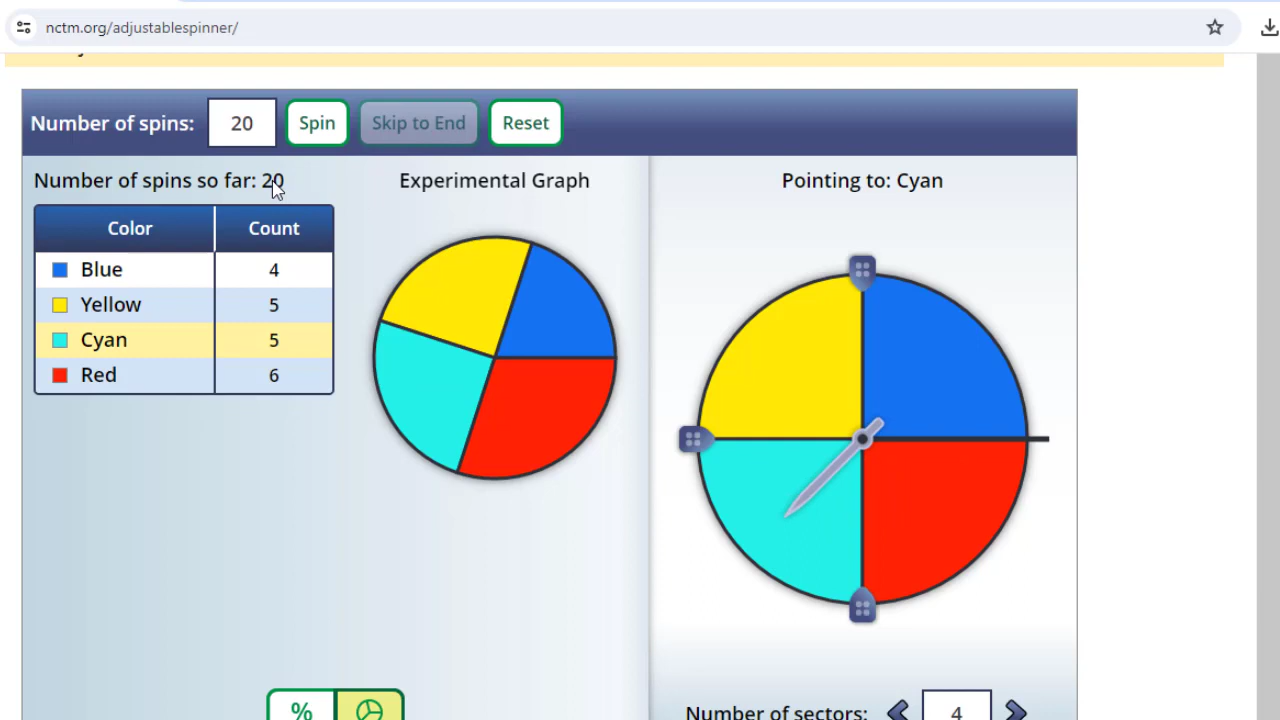 nctm.org/adjustablespinner/
Number of spins: 20 Spin Skip to End Reset
Number of spins so far: 20
Experimental Graph
Pointing to: Cyan
Color Count
Blue 4
Yellow 5
Cyan 5
Red 6
%
Number of sectors: 4